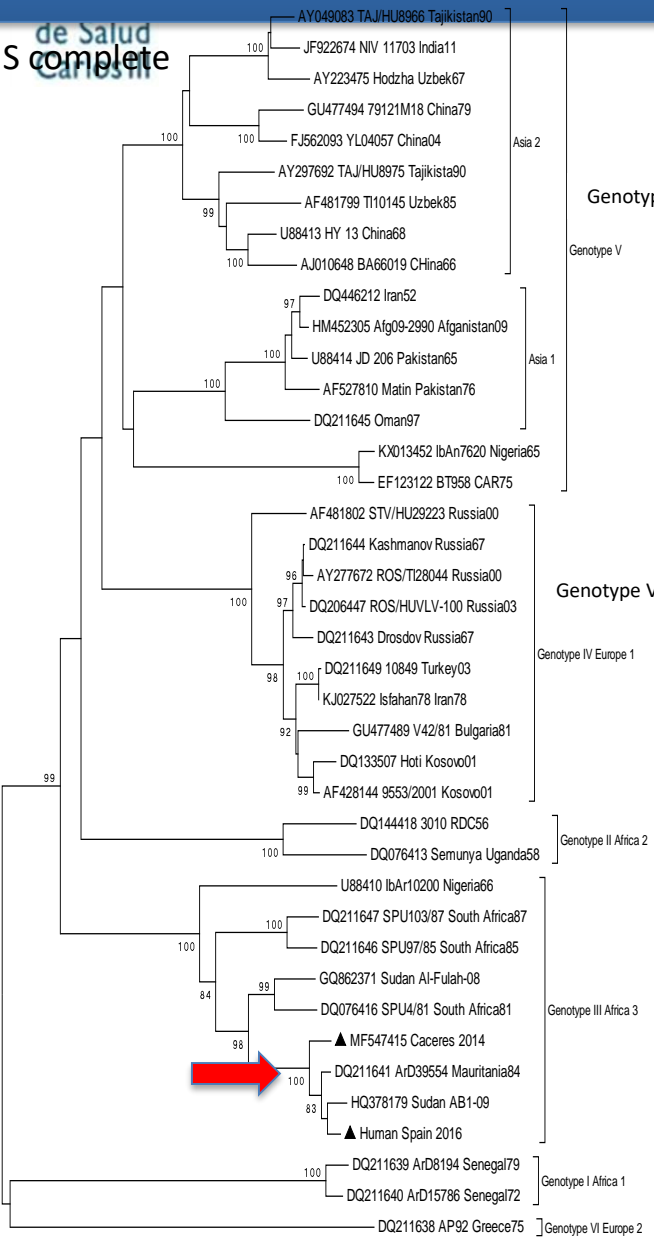 de Salud
Carlos III
S complete
AY049083 TAJ/HU8966 Tajikistan90
100
JF922674 NIV 11703 India11
AY223475 Hodzha Uzbek67
GU477494 79121M18 China79
100
100
FJ562093 YL04057 China04
Asia 2
AY297692 TAJ/HU8975 Tajikista90
Genotyp
AF481799 TI10145 Uzbek85
99
U88413 HY 13 China68
Genotype V
100
AJ010648 BA66019 CHina66
DQ446212 Iran52
97
HM452305 Afg09-2990 Afganistan09
100
U88414 JD 206 Pakistan65
Asia 1
100
AF527810 Matin Pakistan76
DQ211645 Oman97
KX013452 IbAn7620 Nigeria65
100
EF123122 BT958 CAR75
AF481802 STV/HU29223 Russia00
DQ211644 Kashmanov Russia67
96
AY277672 ROS/TI28044 Russia00
Genotype V
100
97
DQ206447 ROS/HUVLV-100 Russia03
DQ211643 Drosdov Russia67
Genotype IV Europe 1
98
100
DQ211649 10849 Turkey03
KJ027522 Isfahan78 Iran78
92
GU477489 V42/81 Bulgaria81
DQ133507 Hoti Kosovo01
99
99
AF428144 9553/2001 Kosovo01
DQ144418 3010 RDC56
Genotype II Africa 2
100
DQ076413 Semunya Uganda58
U88410 IbAr10200 Nigeria66
100
DQ211647 SPU103/87 South Africa87
100
DQ211646 SPU97/85 South Africa85
84
99
GQ862371 Sudan Al-Fulah-08
DQ076416 SPU4/81 South Africa81
Genotype III Africa 3
98
MF547415 Caceres 2014
100
DQ211641 ArD39554 Mauritania84
83
HQ378179 Sudan AB1-09
Human Spain 2016
100
DQ211639 ArD8194 Senegal79
Genotype I Africa 1
DQ211640 ArD15786 Senegal72
DQ211638 AP92 Greece75
Genotype VI Europe 2